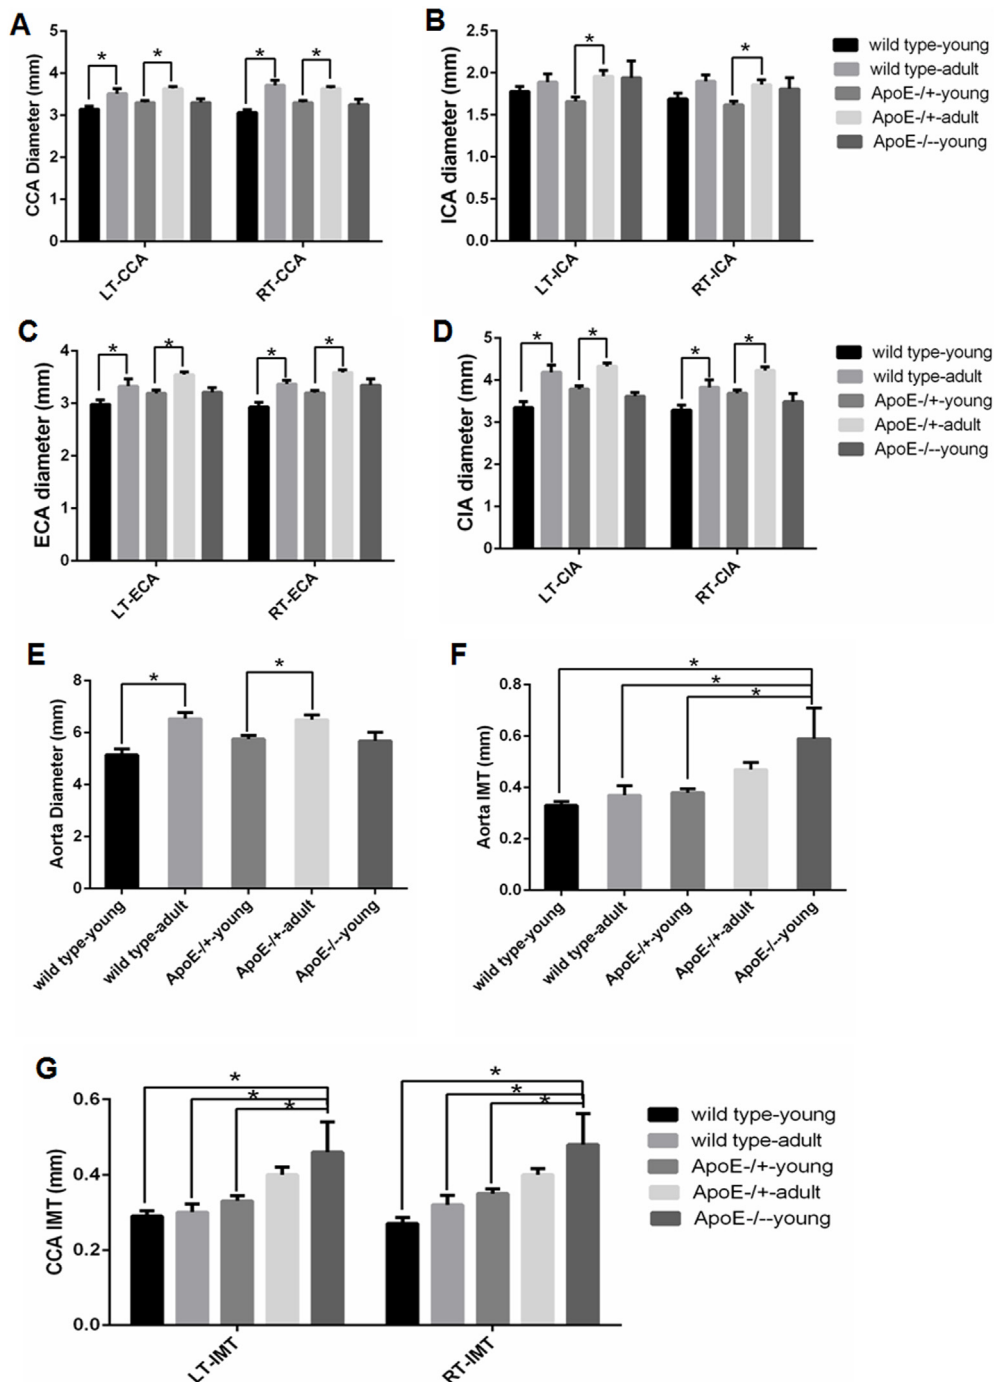 A
CCA Diameter (mm)
5
4
3
2
1
0
* * * *
LT-CCA
RT-CCA
B
ICA diameter (mm)
2.5
2.0
1.5
1.0
0.5
0.0
* *
LT-ICA
RT-ICA
wild type-young
wild type-adult
ApoE-/+-young
ApoE-/+-adult
ApoE-/--young
C
ECA diameter (mm)
4
3
2
1
0
* * * *
LT-ECA
RT-ECA
D
CIA diameter (mm)
5
4
3
2
1
0
* * * *
LT-CIA
RT-CIA
wild type-young
wild type-adult
ApoE-/+-young
ApoE-/+-adult
ApoE-/--young
E
Aorta Diameter (mm)
8
6
4
2
0
* *
wild type-young
wild type-adult
ApoE-/+-young
ApoE-/+-adult
ApoE-/--young
F
Aorta IMT (mm)
0.8
0.6
0.4
0.2
0.0
*
*
*
wild type-young
wild type-adult
ApoE-/+-young
ApoE-/+-adult
ApoE-/--young
G
CCA IMT (mm)
0.6
0.4
0.2
0.0
* *
* *
* *
LT-IMT
RT-IMT
wild type-young
wild type-adult
ApoE-/+-young
ApoE-/+-adult
ApoE-/--young